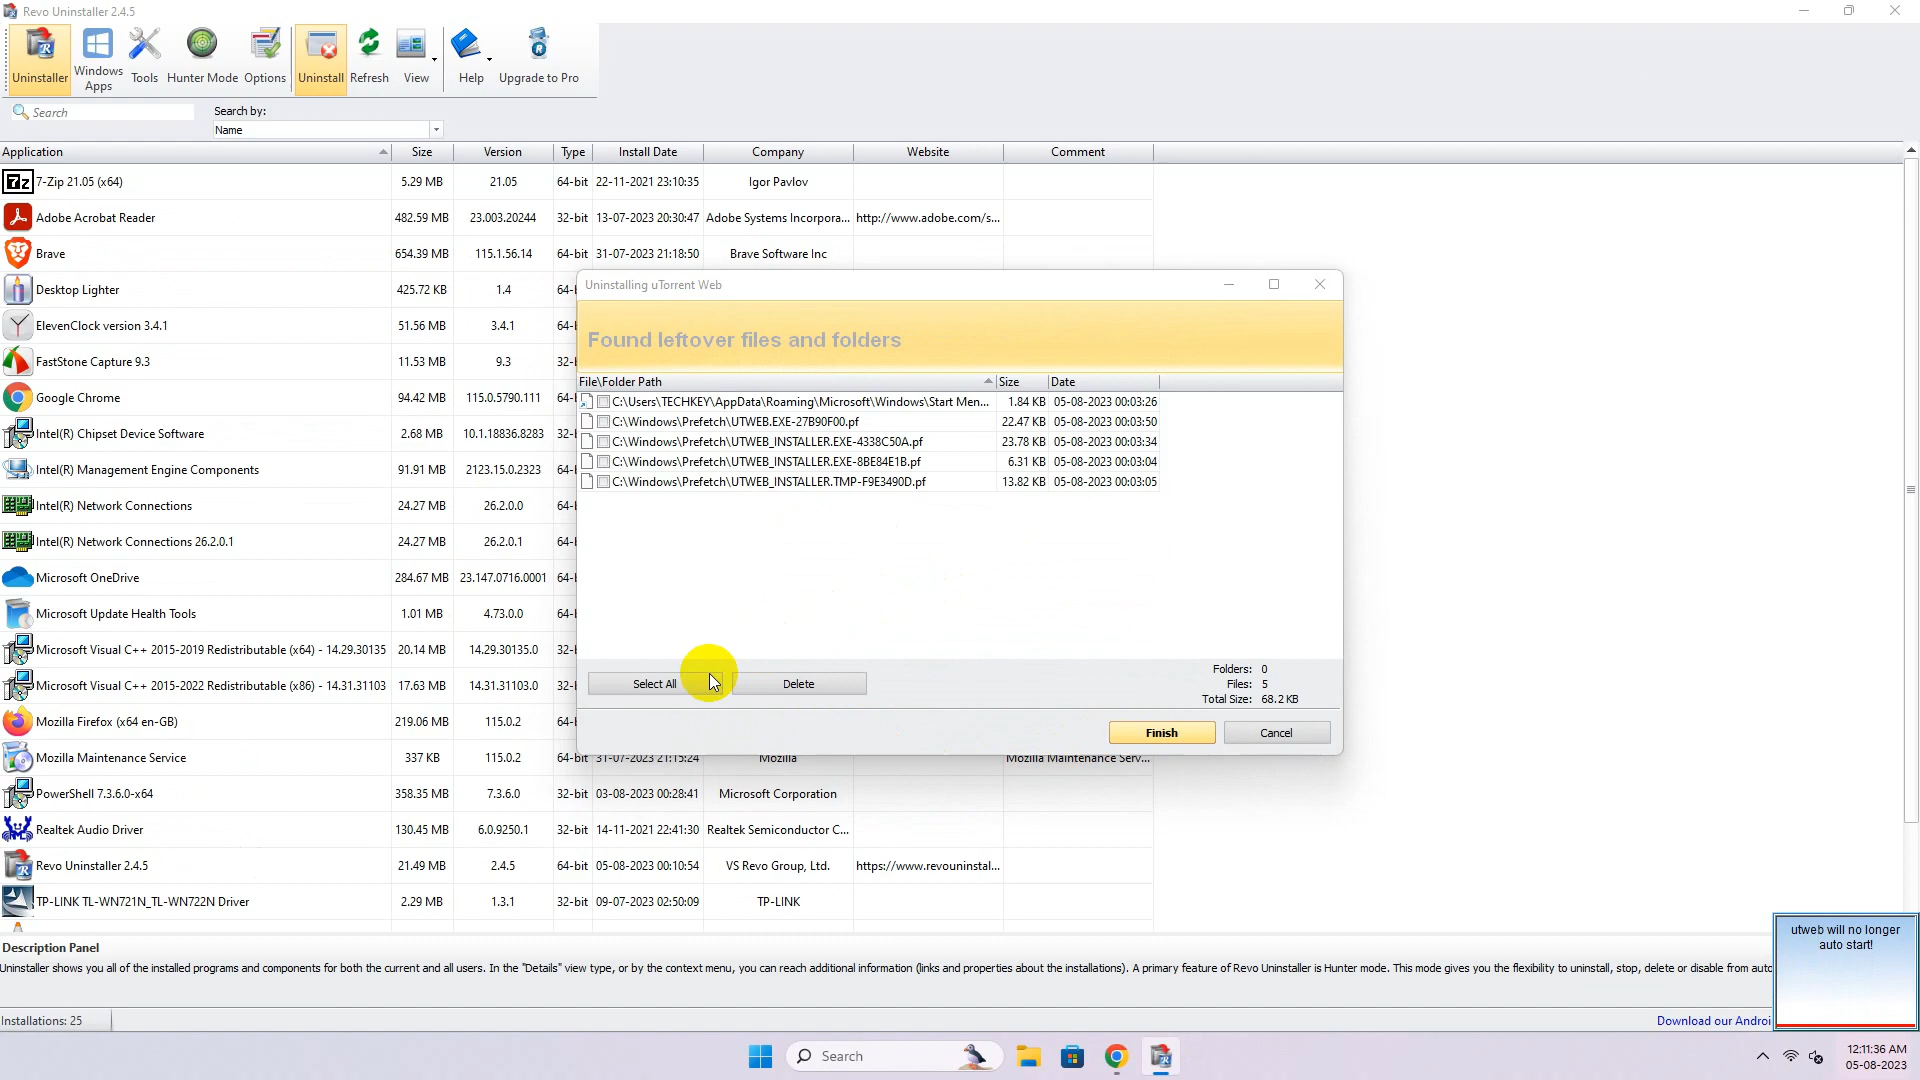 Revo Uninstaller 2.4.5
Uninstaller
Windows Apps
Tools
Hunter Mode
Options
Uninstall
Refresh
View
Help
Upgrade to Pro
Search
Search by:
Name
Application Size Version Type Install Date Company Website Comment
7-Zip 21.05 (x64) 5.29 MB 21.05 64-bit 22-11-2021 23:10:35 Igor Pavlov
Adobe Acrobat Reader 482.59 MB 23.003.20244 32-bit 13-07-2023 20:30:47 Adobe Systems Incorpora... http://www.adobe.com/s...
Brave 654.39 MB 115.1.56.14 64-bit 31-07-2023 21:18:50 Brave Software Inc
Desktop Lighter 425.72 KB 1.4 64-
ElevenClock version 3.4.1 51.56 MB 3.4.1 64-
FastStone Capture 9.3 11.53 MB 9.3 32-
Google Chrome 94.42 MB 115.0.5790.111 64-
Intel(R) Chipset Device Software 2.68 MB 10.1.18836.8283 32-
Intel(R) Management Engine Components 91.91 MB 2123.15.0.2323 64-
Intel(R) Network Connections 24.27 MB 26.2.0.0 64-
Intel(R) Network Connections 26.2.0.1 24.27 MB 26.2.0.1 64-
Microsoft OneDrive 284.67 MB 23.147.0716.0001 64-
Microsoft Update Health Tools 1.01 MB 4.73.0.0 64-
Microsoft Visual C++ 2015-2019 Redistributable (x64) - 14.29.30135 20.14 MB 14.29.30135.0 32-
Microsoft Visual C++ 2015-2022 Redistributable (x86) - 14.31.31103 17.63 MB 14.31.31103.0 32-
Mozilla Firefox (x64 en-GB) 219.06 MB 115.0.2 64-
Mozilla Maintenance Service 337 KB 115.0.2 64-bit 31-07-2023 21:15:24 Mozilla Mozilla Maintenance Serv...
PowerShell 7.3.6.0-x64 358.35 MB 7.3.6.0 32-bit 03-08-2023 00:28:41 Microsoft Corporation
Realtek Audio Driver 130.45 MB 6.0.9250.1 32-bit 14-11-2021 22:41:30 Realtek Semiconductor C...
Revo Uninstaller 2.4.5 21.49 MB 2.4.5 64-bit 05-08-2023 00:10:54 VS Revo Group, Ltd. https://www.revouninstal...
TP-LINK TL-WN721N_TL-WN722N Driver 2.29 MB 1.3.1 32-bit 09-07-2023 02:50:09 TP-LINK
Uninstalling uTorrent Web
Found leftover files and folders
File\Folder Path Size Date
C:\Users\TECHKEY\AppData\Roaming\Microsoft\Windows\Start Men... 1.84 KB 05-08-2023 00:03:26
C:\Windows\Prefetch\UTWEB.EXE-27B90F00.pf 22.47 KB 05-08-2023 00:03:50
C:\Windows\Prefetch\UTWEB_INSTALLER.EXE-4338C50A.pf 23.78 KB 05-08-2023 00:03:34
C:\Windows\Prefetch\UTWEB_INSTALLER.EXE-8BE84E1B.pf 6.31 KB 05-08-2023 00:03:04
C:\Windows\Prefetch\UTWEB_INSTALLER.TMP-F9E3490D.pf 13.82 KB 05-08-2023 00:03:05
Select All
Delete
Folders: 0
Files: 5
Total Size: 68.2 KB
Finish
Cancel
Description Panel
Uninstaller shows you all of the installed programs and components for both the current and all users. In the "Details" view type, or by the context menu, you can reach additional information (links and properties about the installations). A primary feature of Revo Uninstaller is Hunter mode. This mode gives you the flexibility to uninstall, stop, delete or disable from auto
utweb will no longer
auto start!
Installations: 25
Download our Androi
Search
12:11:36 AM
05-08-2023